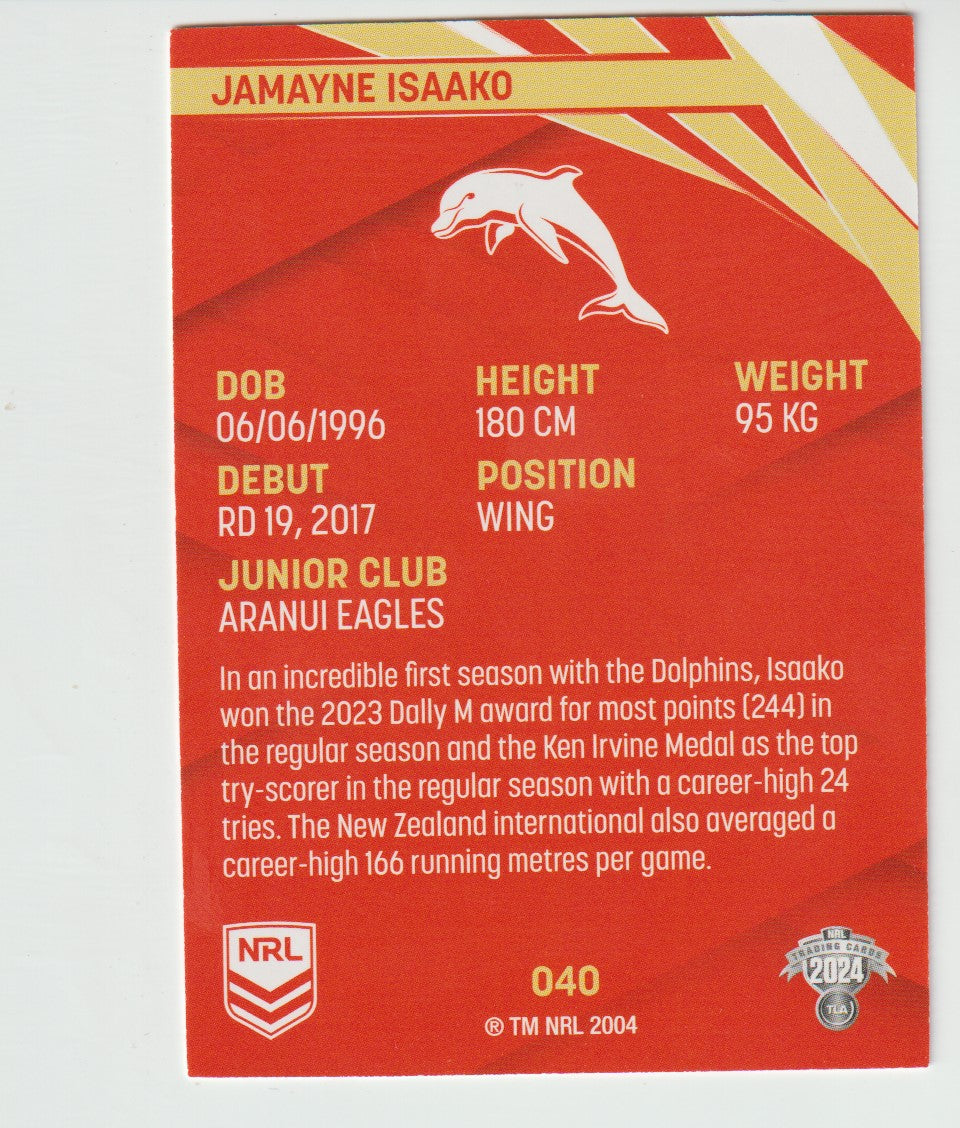 JAMAYNE ISAAKO
DOB
06/06/1996
HEIGHT
180 CM
WEIGHT
95 KG
DEBUT
RD 19, 2017
POSITION
WING
JUNIOR CLUB
ARANUI EAGLES
In an incredible first season with the Dolphins, Isaako
won the 2023 Dally M award for most points (244) in
the regular season and the Ken Irvine Medal as the top
try-scorer in the regular season with a career-high 24
tries. The New Zealand international also averaged a
career-high 166 running metres per game.
NRL
040
® TM NRL 2004
NRL
TRADING CARDS
2024
TLA